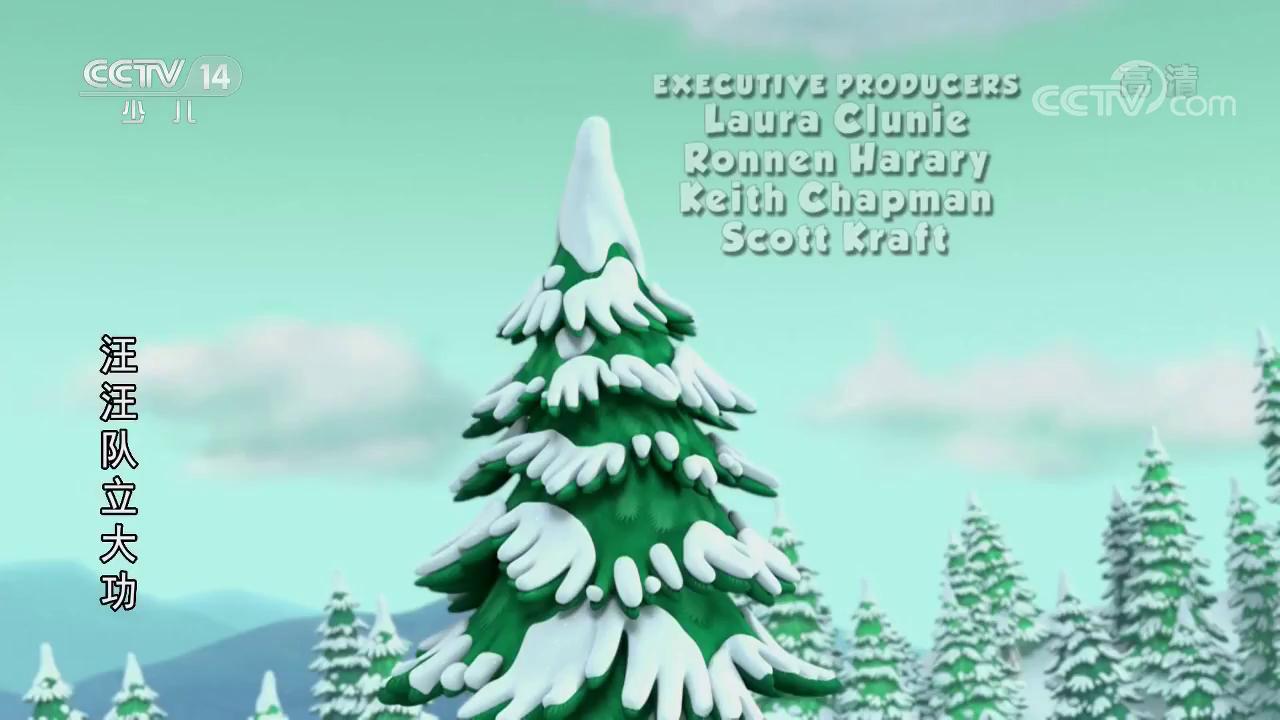 CCTV 14
少儿
EXECUTIVE PRODUCERS
Laura Clunie
Ronnen Harary
Keith Chapman
Scott Kraft
高清
CCTV.com
汪汪队立大功